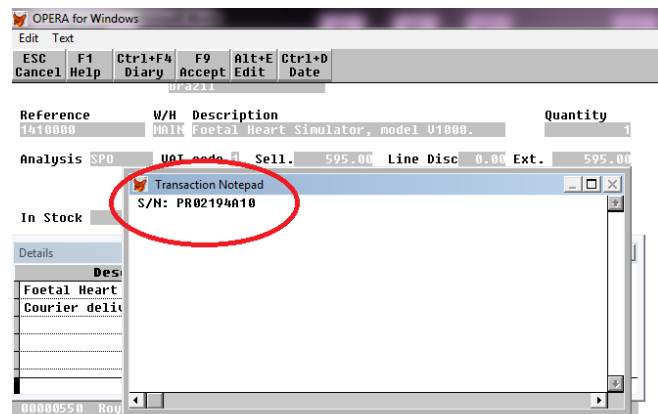 OPERA for Windows
Edit Text
ESC F1 Ctrl+F4 F9 Alt+E Ctrl+D
Cancel Help Diary Accept Edit Date
Brazil
Reference W/H Description Quantity
1410000 MAIN Foetal Heart Simulator, model V1000. 1
Analysis SPO VAT code 1 Sell. 595.00 Line Disc 0.00 Ext. 595.00
Transaction Notepad
S/N: PR02194A10
In Stock
Details
Foetal Heart
Courier
00000550